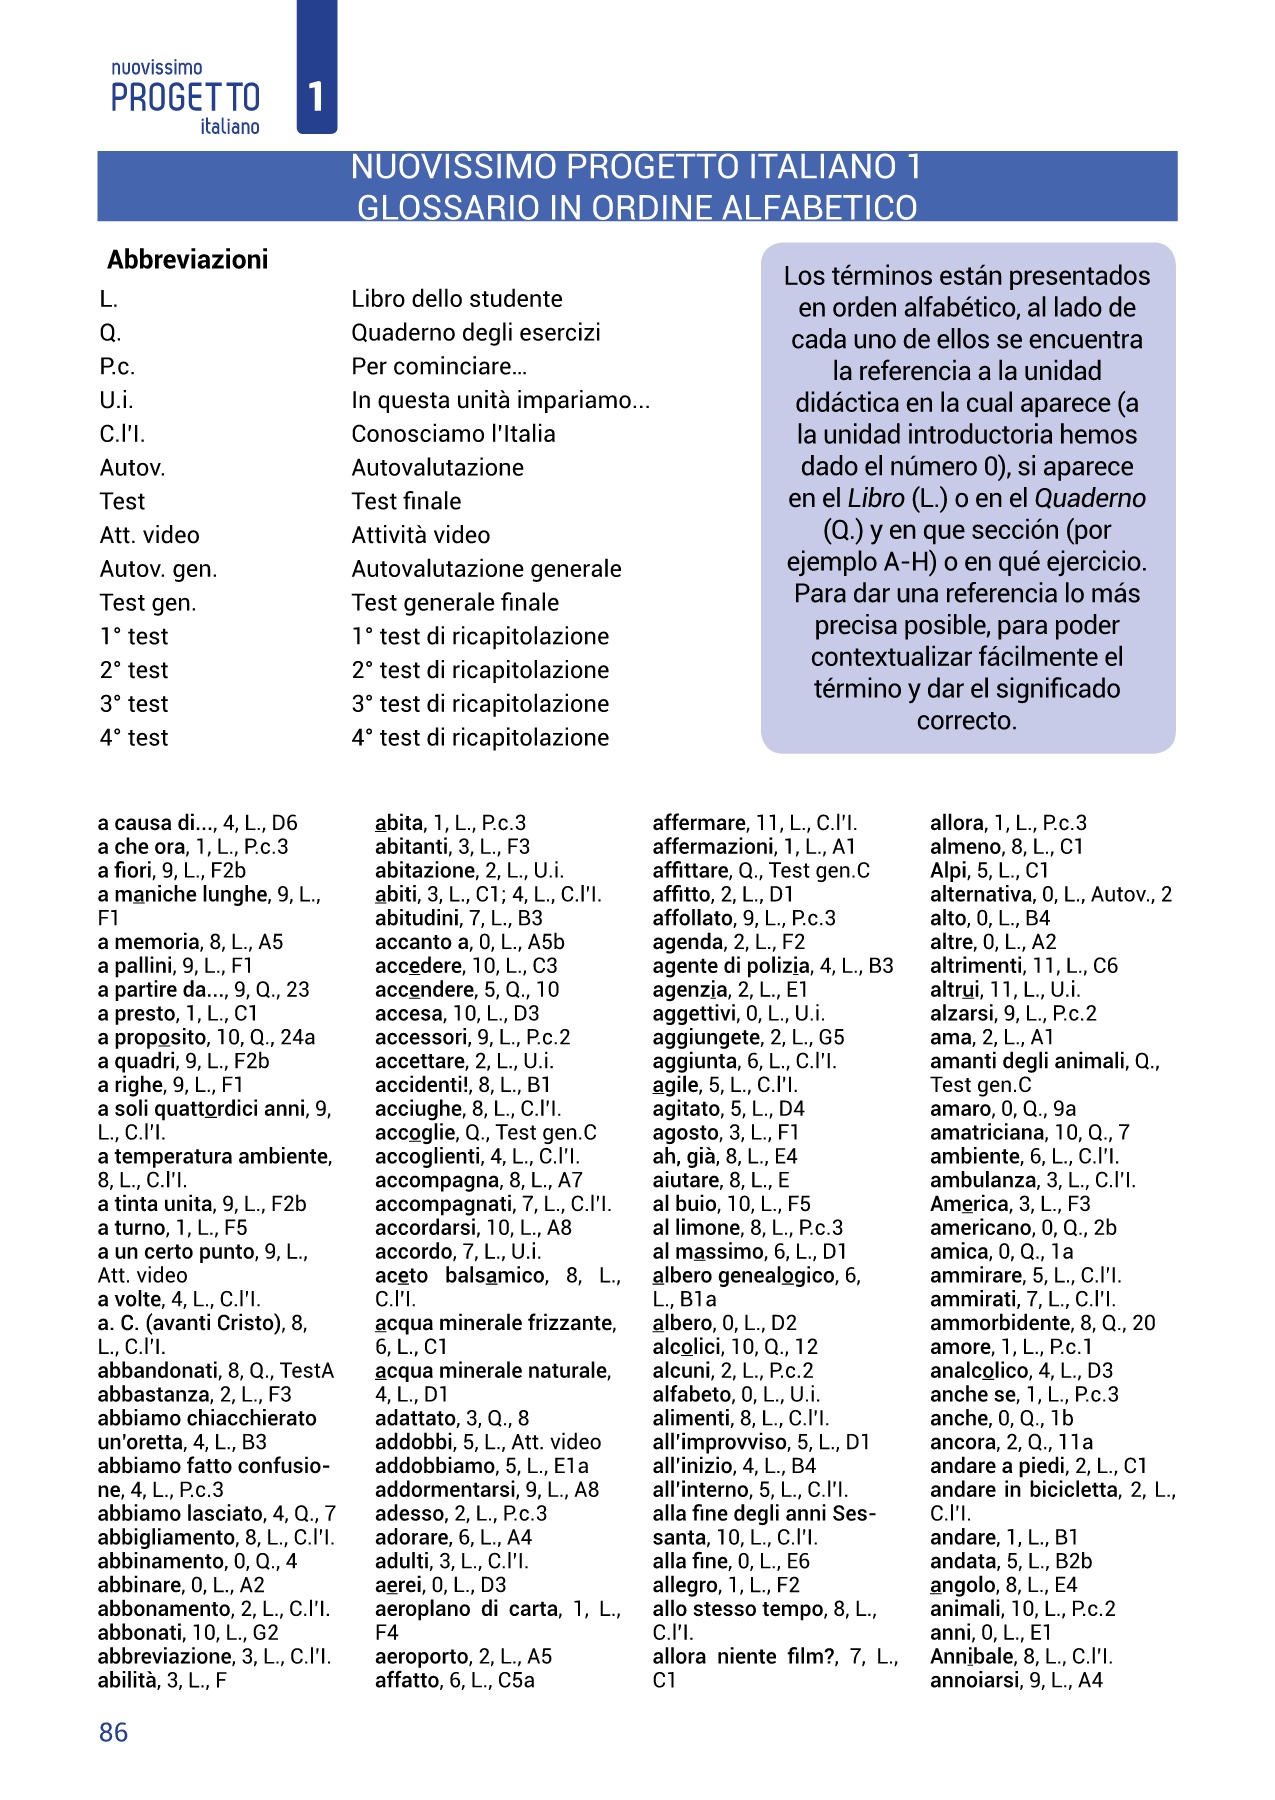 nuovissimo
PROGETTO
italiano
1
NUOVISSIMO PROGETTO ITALIANO 1
GLOSSARIO IN ORDINE ALFABETICO
Abbreviazioni
L. Libro dello studente
Q. Quaderno degli esercizi
P.c. Per cominciare...
U.i. In questa unità impariamo...
C.l'I. Conosciamo l'Italia
Autov. Autovalutazione
Test Test finale
Att. video Attività video
Autov. gen. Autovalutazione generale
Test gen. Test generale finale
1° test 1° test di ricapitolazione
2° test 2° test di ricapitolazione
3° test 3° test di ricapitolazione
4° test 4° test di ricapitolazione
Los términos están presentados
en orden alfabético, al lado de
cada uno de ellos se encuentra
la referencia a la unidad
didáctica en la cual aparece (a
la unidad introductoria hemos
dado el número 0), si aparece
en el Libro (L.) o en el Quaderno
(Q.) y en que sección (por
ejemplo A-H) o en qué ejercicio.
Para dar una referencia lo más
precisa posible, para poder
contextualizar fácilmente el
término y dar el significado
correcto.
a causa di..., 4, L., D6
a che ora, 1, L., P.c.3
a fiori, 9, L., F2b
a maniche lunghe, 9, L.,
F1
a memoria, 8, L., A5
a pallini, 9, L., F1
a partire da..., 9, Q., 23
a presto, 1, L., C1
a proposito, 10, Q., 24a
a quadri, 9, L., F2b
a righe, 9, L., F1
a soli quattordici anni, 9,
L., C.l'I.
a temperatura ambiente,
8, L., C.l'I.
a tinta unita, 9, L., F2b
a turno, 1, L., F5
a un certo punto, 9, L.,
Att. video
a volte, 4, L., C.l'I.
a. C. (avanti Cristo), 8,
L., C.l'I.
abbandonati, 8, Q., TestA
abbastanza, 2, L., F3
abbiamo chiacchierato
un'oretta, 4, L., B3
abbiamo fatto confusio-
ne, 4, L., P.c.3
abbiamo lasciato, 4, Q., 7
abbigliamento, 8, L., C.l'I.
abbinamento, 0, Q., 4
abbinare, 0, L., A2
abbonamento, 2, L., C.l'I.
abbonati, 10, L., G2
abbreviazione, 3, L., C.l'I.
abilità, 3, L., F
abita, 1, L., P.c.3
abitanti, 3, L., F3
abitazione, 2, L., U.i.
abiti, 3, L., C1; 4, L., C.l'I.
abitudini, 7, L., B3
accanto a, 0, L., A5b
accedere, 10, L., C3
accendere, 5, Q., 10
accesa, 10, L., D3
accessori, 9, L., P.c.2
accettare, 2, L., U.i.
accidenti!, 8, L., B1
acciughe, 8, L., C.l'I.
accoglie, Q., Test gen.C
accoglienti, 4, L., C.l'I.
accompagna, 8, L., A7
accompagnati, 7, L., C.l'I.
accordarsi, 10, L., A8
accordo, 7, L., U.i.
aceto balsamico, 8, L.,
C.l'I.
acqua minerale frizzante,
6, L., C1
acqua minerale naturale,
4, L., D1
adattato, 3, Q., 8
addobbi, 5, L., Att. video
addobbiamo, 5, L., E1a
addormentarsi, 9, L., A8
adesso, 2, L., P.c.3
adorare, 6, L., A4
adulti, 3, L., C.l'I.
aerei, 0, L., D3
aeroplano di carta, 1, L.,
F4
aeroporto, 2, L., A5
affatto, 6, L., C5a
affermare, 11, L., C.l'I.
affermazioni, 1, L., A1
affittare, Q., Test gen.C
affitto, 2, L., D1
affollato, 9, L., P.c.3
agenda, 2, L., F2
agente di polizia, 4, L., B3
agenzia, 2, L., E1
aggettivi, 0, L., U.i.
aggiungete, 2, L., G5
aggiunta, 6, L., C.l'I.
agile, 5, L., C.l'I.
agitato, 5, L., D4
agosto, 3, L., F1
ah, già, 8, L., E4
aiutare, 8, L., E
al buio, 10, L., F5
al limone, 8, L., P.c.3
al massimo, 6, L., D1
albero genealogico, 6,
L., B1a
albero, 0, L., D2
alcolici, 10, Q., 12
alcuni, 2, L., P.c.2
alfabeto, 0, L., U.i.
alimenti, 8, L., C.l'I.
all'improvviso, 5, L., D1
all'inizio, 4, L., B4
all'interno, 5, L., C.l'I.
alla fine degli anni Ses-
santa, 10, L., C.l'I.
alla fine, 0, L., E6
allegro, 1, L., F2
allo stesso tempo, 8, L.,
C.l'I.
allora niente film?, 7, L.,
C1
allora, 1, L., P.c.3
almeno, 8, L., C1
Alpi, 5, L., C1
alternativa, 0, L., Autov., 2
alto, 0, L., B4
altre, 0, L., A2
altrimenti, 11, L., C6
altrui, 11, L., U.i.
alzarsi, 9, L., P.c.2
ama, 2, L., A1
amanti degli animali, Q.,
Test gen.C
amaro, 0, Q., 9a
amatriciana, 10, Q., 7
ambiente, 6, L., C.l'I.
ambulanza, 3, L., C.l'I.
America, 3, L., F3
americano, 0, Q., 2b
amica, 0, Q., 1a
ammirare, 5, L., C.l'I.
ammirati, 7, L., C.l'I.
ammorbidente, 8, Q., 20
amore, 1, L., P.c.1
analcolico, 4, L., D3
anche se, 1, L., P.c.3
anche, 0, Q., 1b
ancora, 2, Q., 11a
andare a piedi, 2, L., C1
andare in bicicletta, 2, L.,
C.l'I.
andare, 1, L., B1
andata, 5, L., B2b
angolo, 8, L., E4
animali, 10, L., P.c.2
anni, 0, L., E1
Annibale, 8, L., C.l'I.
annoiarsi, 9, L., A4
86